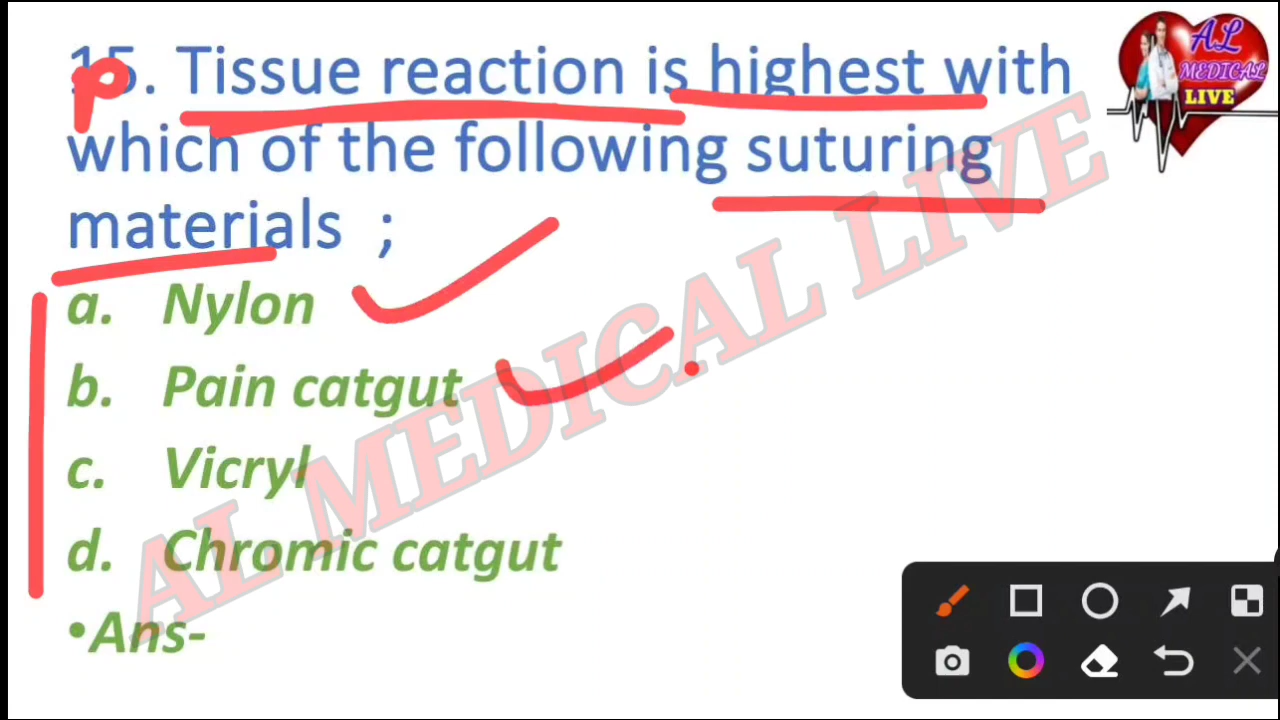 15. Tissue reaction is highest with
which of the following suturing
materials ;
a. Nylon
b. Pain catgut
c. Vicryl
d. Chromic catgut
•Ans-
AL MEDICAL LIVE
AL
MEDICAL
LIVE
p